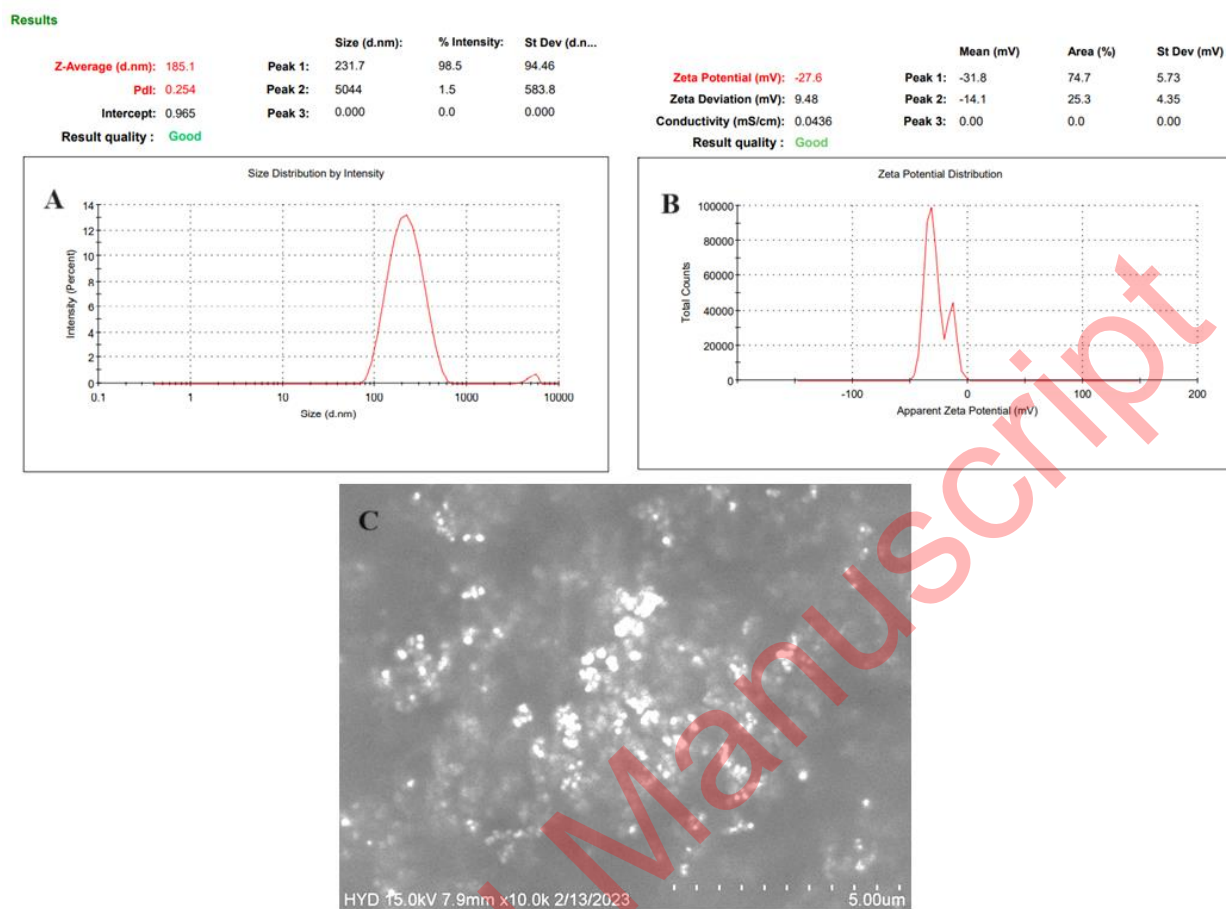 Results
Size (d.nm): % Intensity: St Dev (d.n...
Z-Average (d.nm): 185.1 Peak 1: 231.7 98.5 94.46
PdI: 0.254 Peak 2: 5044 1.5 583.8
Intercept: 0.965 Peak 3: 0.000 0.0 0.000
Result quality : Good
Mean (mV) Area (%) St Dev (mV)
Zeta Potential (mV): -27.6 Peak 1: -31.8 74.7 5.73
Zeta Deviation (mV): 9.48 Peak 2: -14.1 25.3 4.35
Conductivity (mS/cm): 0.0436 Peak 3: 0.00 0.0 0.00
Result quality : Good
A
Size Distribution by Intensity
Intensity (Percent)
14
12
10
8
6
4
2
0
0.1 1 10 100 1000 10000
Size (d.nm)
B
Zeta Potential Distribution
Total Counts
100000
80000
60000
40000
20000
0
-100 0 100 200
Apparent Zeta Potential (mV)
C
HYD 15.0kV 7.9mm x10.0k 2/13/2023 5.00um
Manuscript